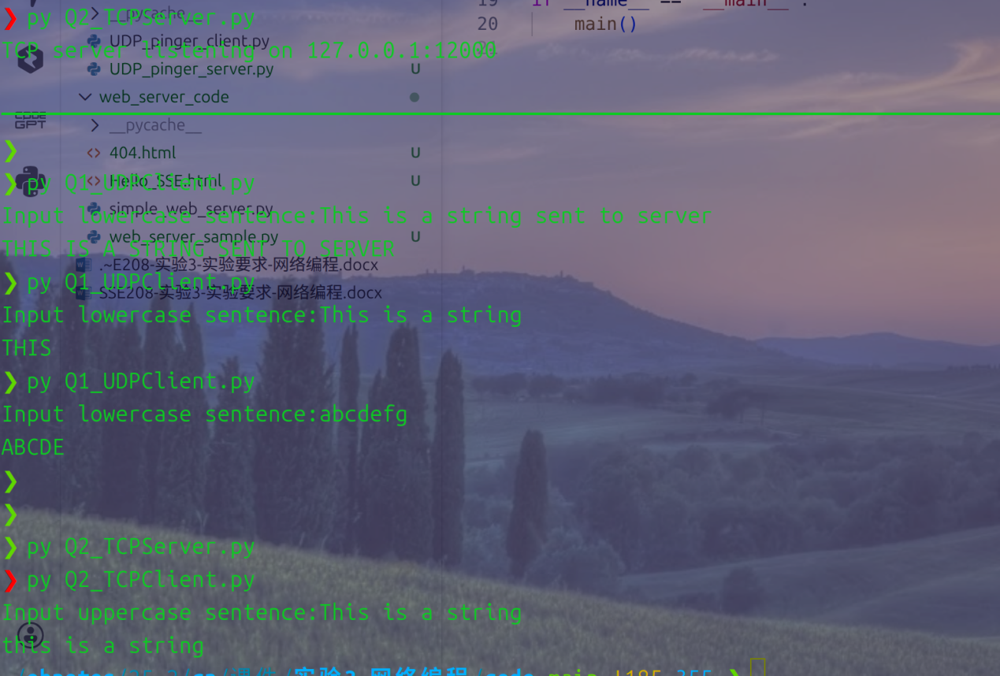 ❯ py Q2_TCPServer.py
__pycache__
19 if __name__ == "__main__":
20 main()
UDP_pinger_client.py
TCP server listening on 127.0.0.1:12000
21
UDP_pinger_server.py U
web_server_code
__pycache__
❯
404.html U
❯ py Q1_UDPClient.py
Hello_SSE.html U
simple_web_server.py
Input lowercase sentence:This is a string sent to server
web_server_sample.py U
THIS IS A STRING SENT TO SERVER
.~E208-实验3-实验要求-网络编程.docx
❯ py Q1_UDPClient.py
SSE208-实验3-实验要求-网络编程.docx
Input lowercase sentence:This is a string
THIS
❯ py Q1_UDPClient.py
Input lowercase sentence:abcdefg
ABCDE
❯
❯
❯ py Q2_TCPServer.py
❯ py Q2_TCPClient.py
Input uppercase sentence:This is a string
this is a string
实验3-网络编程/code main !185 ?55 ❯